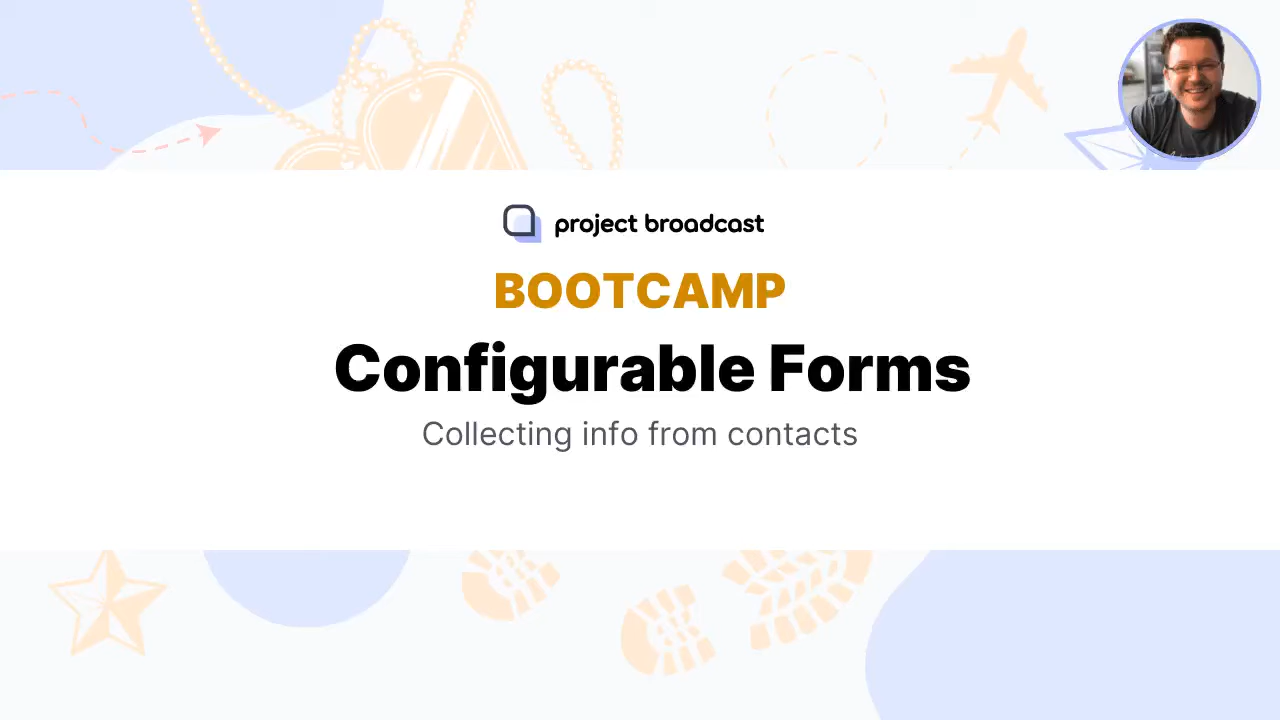 project broadcast
BOOTCAMP
Configurable Forms
Collecting info from contacts